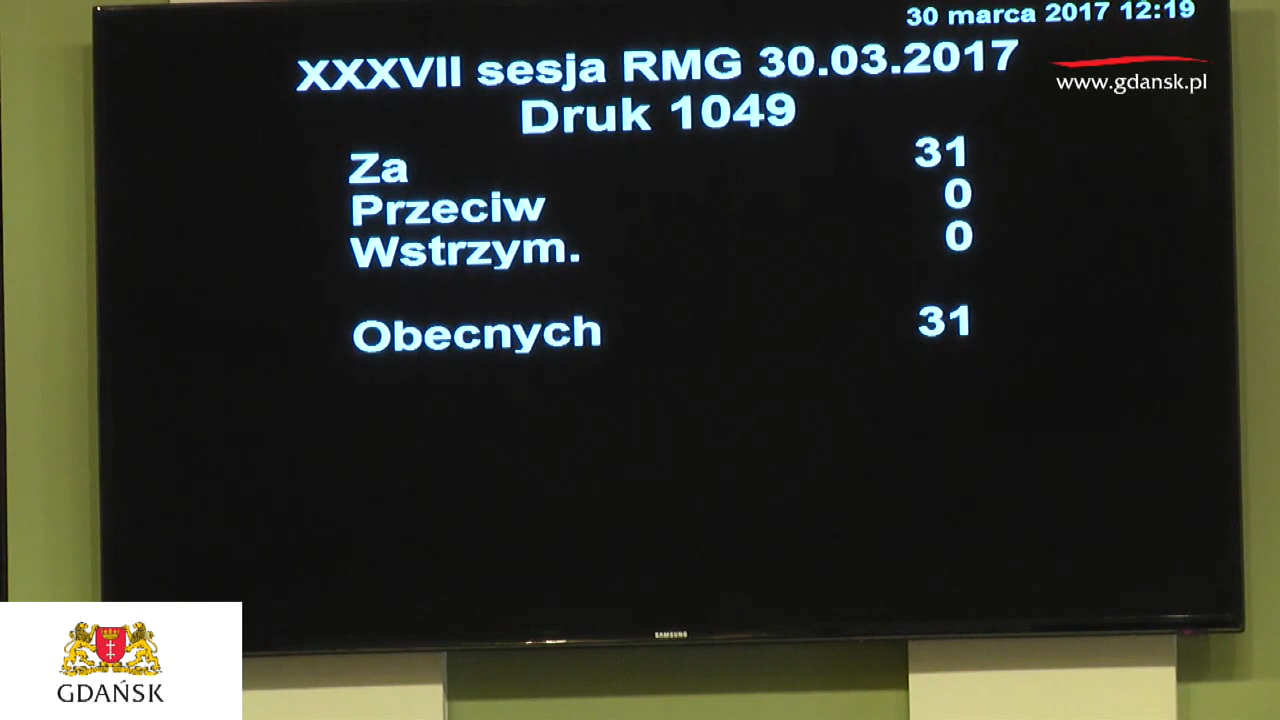 30 marca 2017 12:19
XXXVII sesja RMG 30.03.2017
www.gdansk.pl
Druk 1049
Za 31
Przeciw 0
Wstrzym. 0
Obecnych 31
SAMSUNG
GDAŃSK